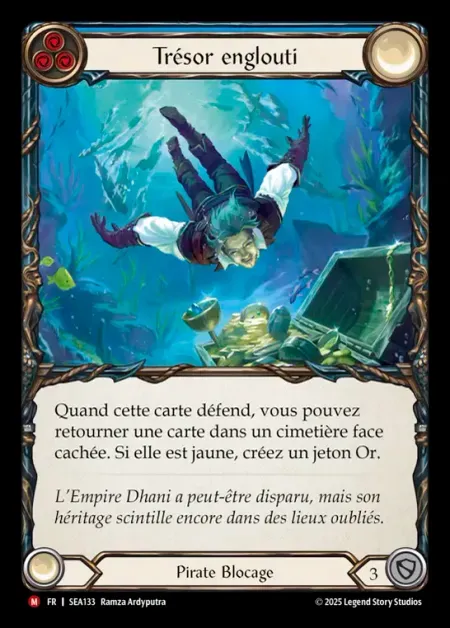 Trésor englouti
Quand cette carte défend, vous pouvez
retourner une carte dans un cimetière face
cachée. Si elle est jaune, créez un jeton Or.
L'Empire Dhani a peut-être disparu, mais son
héritage scintille encore dans des lieux oubliés.
Pirate Blocage
3
M FR | SEA133 Ramza Ardyputra
© 2025 Legend Story Studios